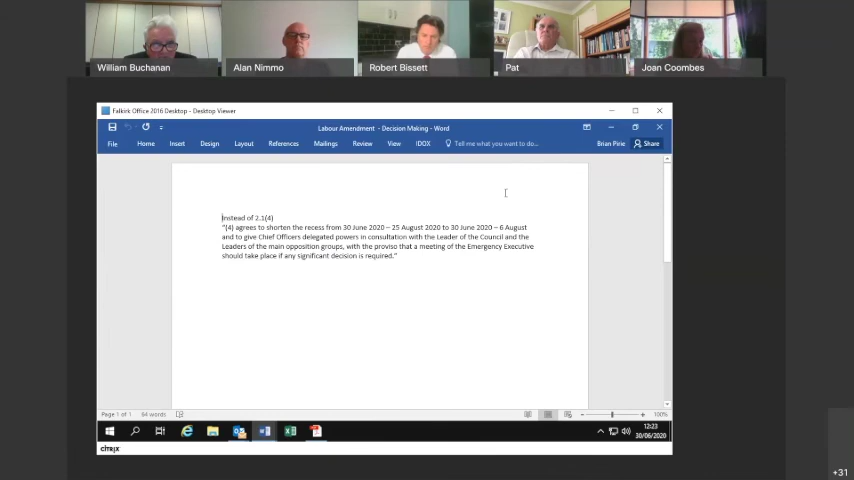 William Buchanan
Alan Nimmo
Robert Bissett
Pat
Joan Coombes
Falkirk Office 2016 Desktop - Desktop Viewer
Labour Amendment - Decision Making - Word
File Home Insert Design Layout References Mailings Review View IDOX Tell me what you want to do... Brian Pirie Share
Instead of 2.1(4)
"(4) agrees to shorten the recess from 30 June 2020 – 25 August 2020 to 30 June 2020 – 6 August
and to give Chief Officers delegated powers in consultation with the Leader of the Council and the
Leaders of the main opposition groups, with the proviso that a meeting of the Emergency Executive
should take place if any significant decision is required."
Page 1 of 1 64 words 100%
12:23
30/06/2020
CITRIX
+31